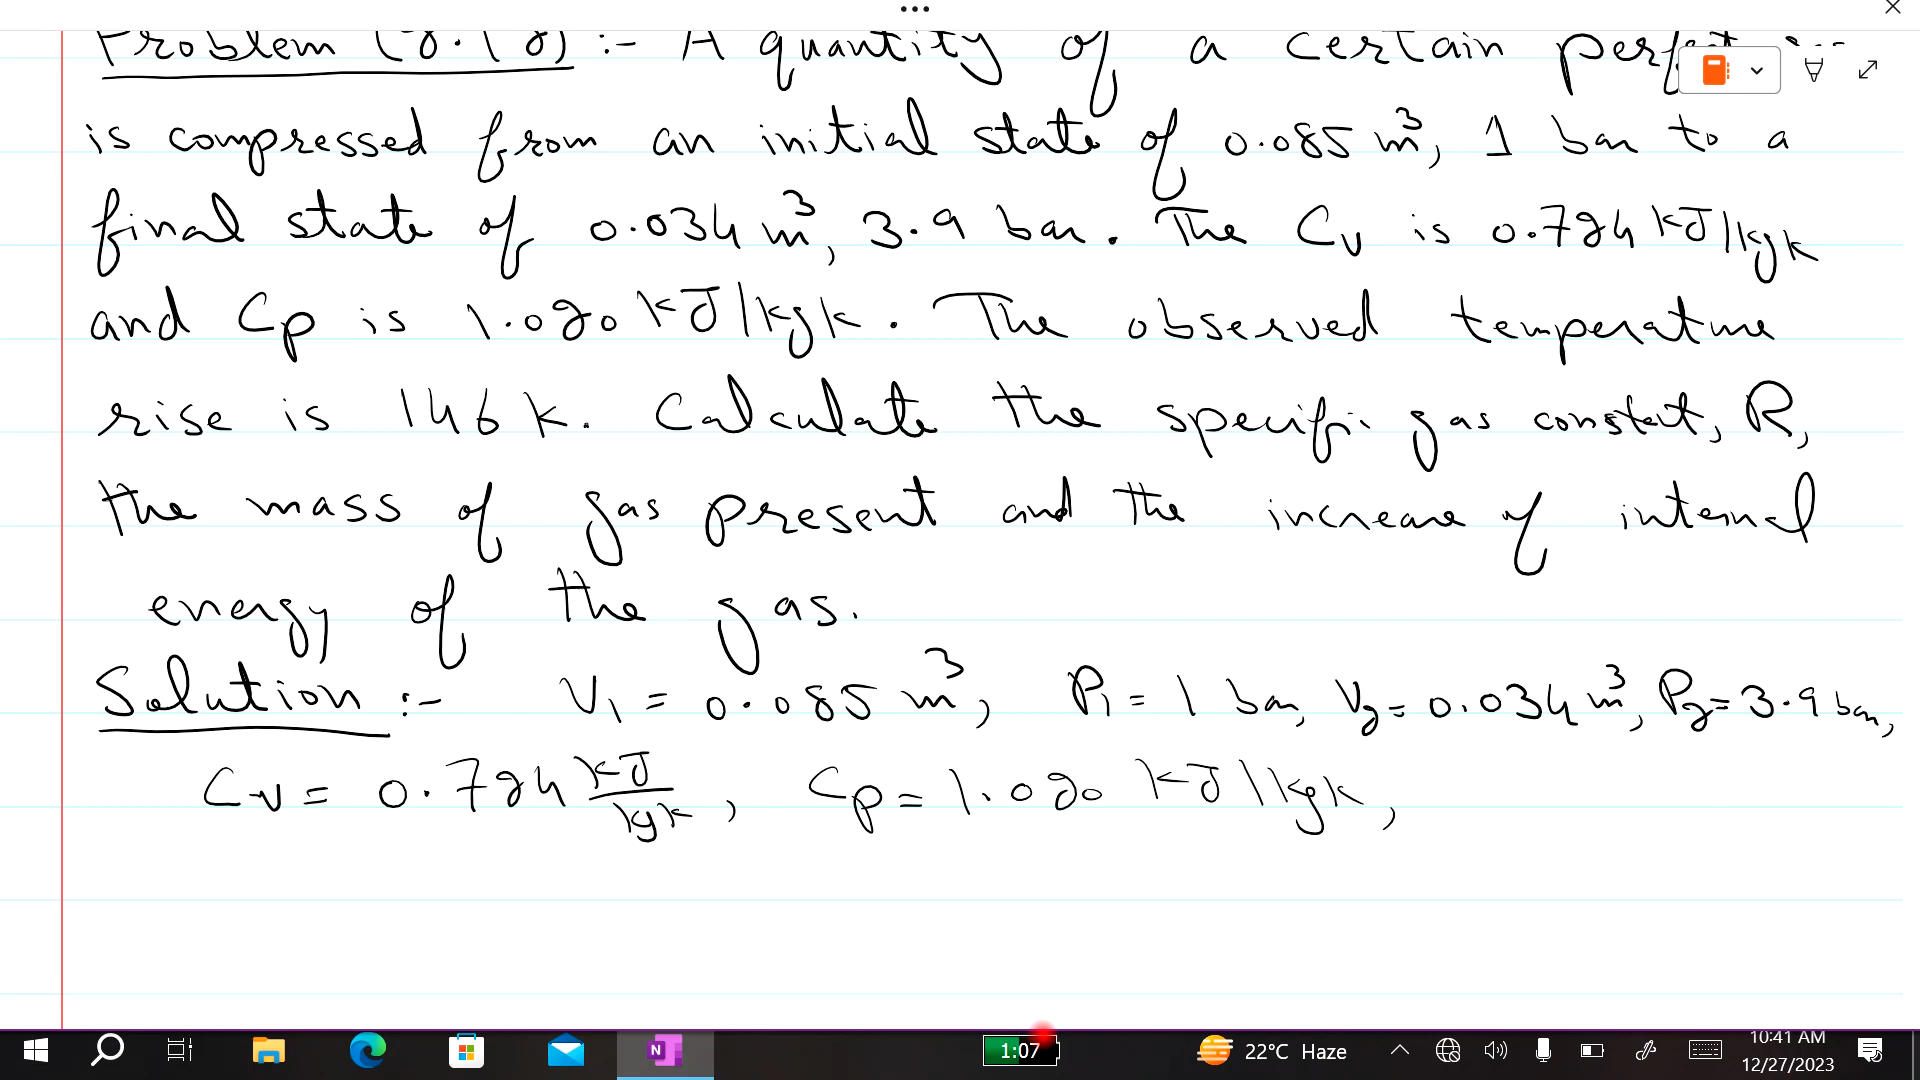 Problem (2.12) :- A quantity of a certain perfect
is compressed from an initial state of 0.085 m³, 1 bar to a
final state of 0.034 m³, 3.9 bar. The Cv is 0.724 kJ/kgk
and Cp is 1.020 kJ/kgk. The observed temperature
rise is 146 k. Calculate the specific gas constant, R,
the mass of gas present and the increase of internal
energy of the gas.
Solution :- V₁ = 0.085 m³, P₁ = 1 bar, V₂ = 0.034 m³, P₂ = 3.9 bar,
Cv = 0.724 kJ/kgk, Cp = 1.020 kJ/kgk,
1:07
22°C Haze
10:41 AM
12/27/2023